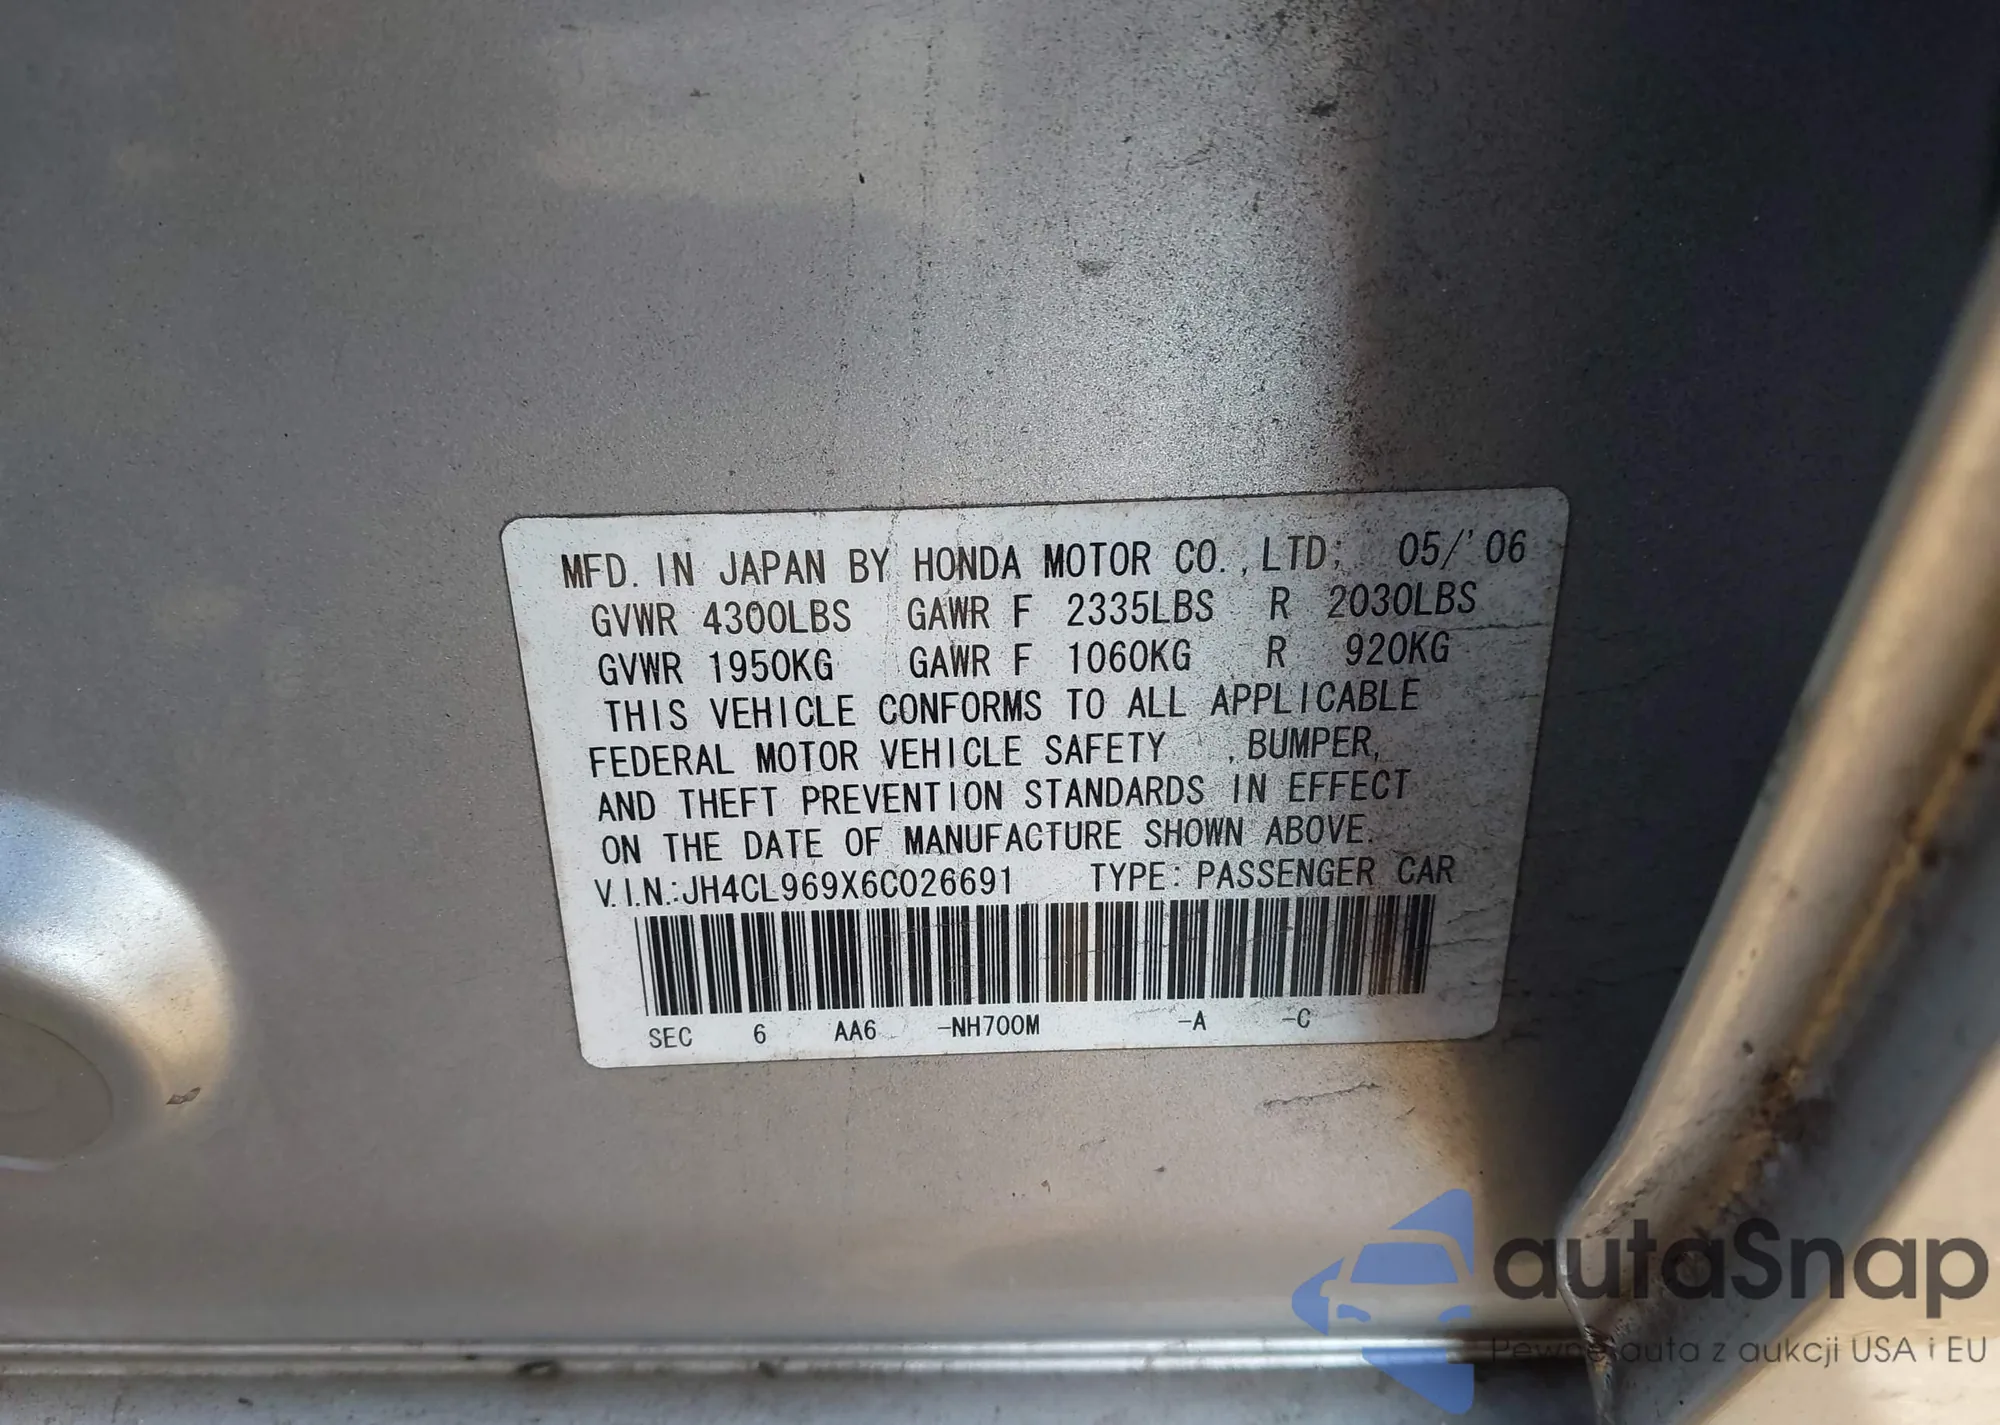 MFD. IN JAPAN BY HONDA MOTOR CO.,LTD; 05/'06
GVWR 4300LBS GAWR F 2335LBS R 2030LBS
GVWR 1950KG GAWR F 1060KG R 920KG
THIS VEHICLE CONFORMS TO ALL APPLICABLE
FEDERAL MOTOR VEHICLE SAFETY , BUMPER,
AND THEFT PREVENTION STANDARDS IN EFFECT
ON THE DATE OF MANUFACTURE SHOWN ABOVE.
V.I.N.:JH4CL969X6C026691 TYPE: PASSENGER CAR
SEC 6 AA6 -NH700M -A -C
autaSnap
Pewne auta z aukcji USA i EU